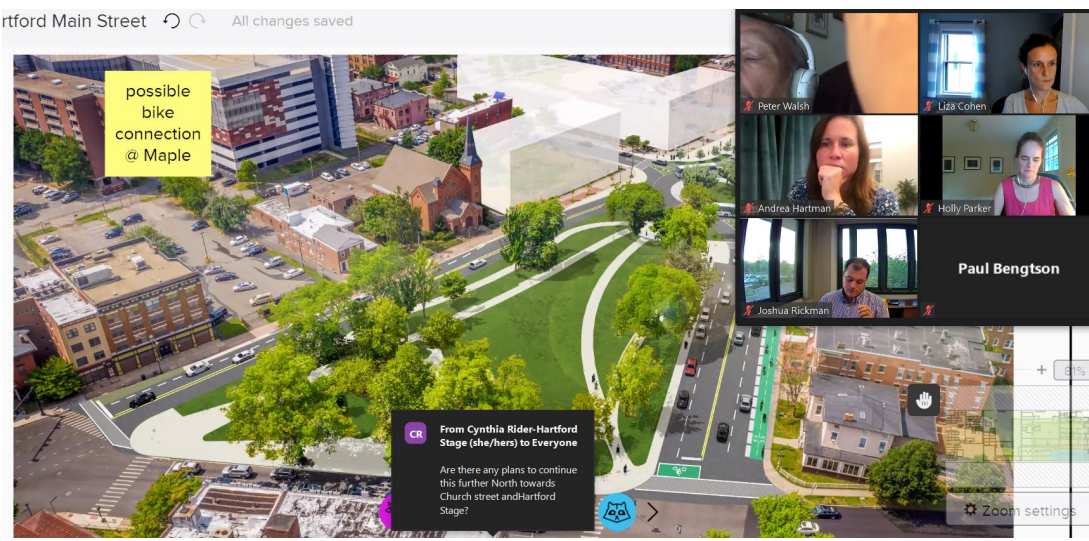 rtford Main Street
All changes saved
possible
bike
connection
@ Maple
Peter Walsh
Liza Cohen
Andrea Hartman
Holly Parker
Joshua Rickman
Paul Bengtson
CR
From Cynthia Rider-Hartford
Stage (she/hers) to Everyone
Are there any plans to continue
this further North towards
Church street andHartford
Stage?
+
81%
Zoom settings